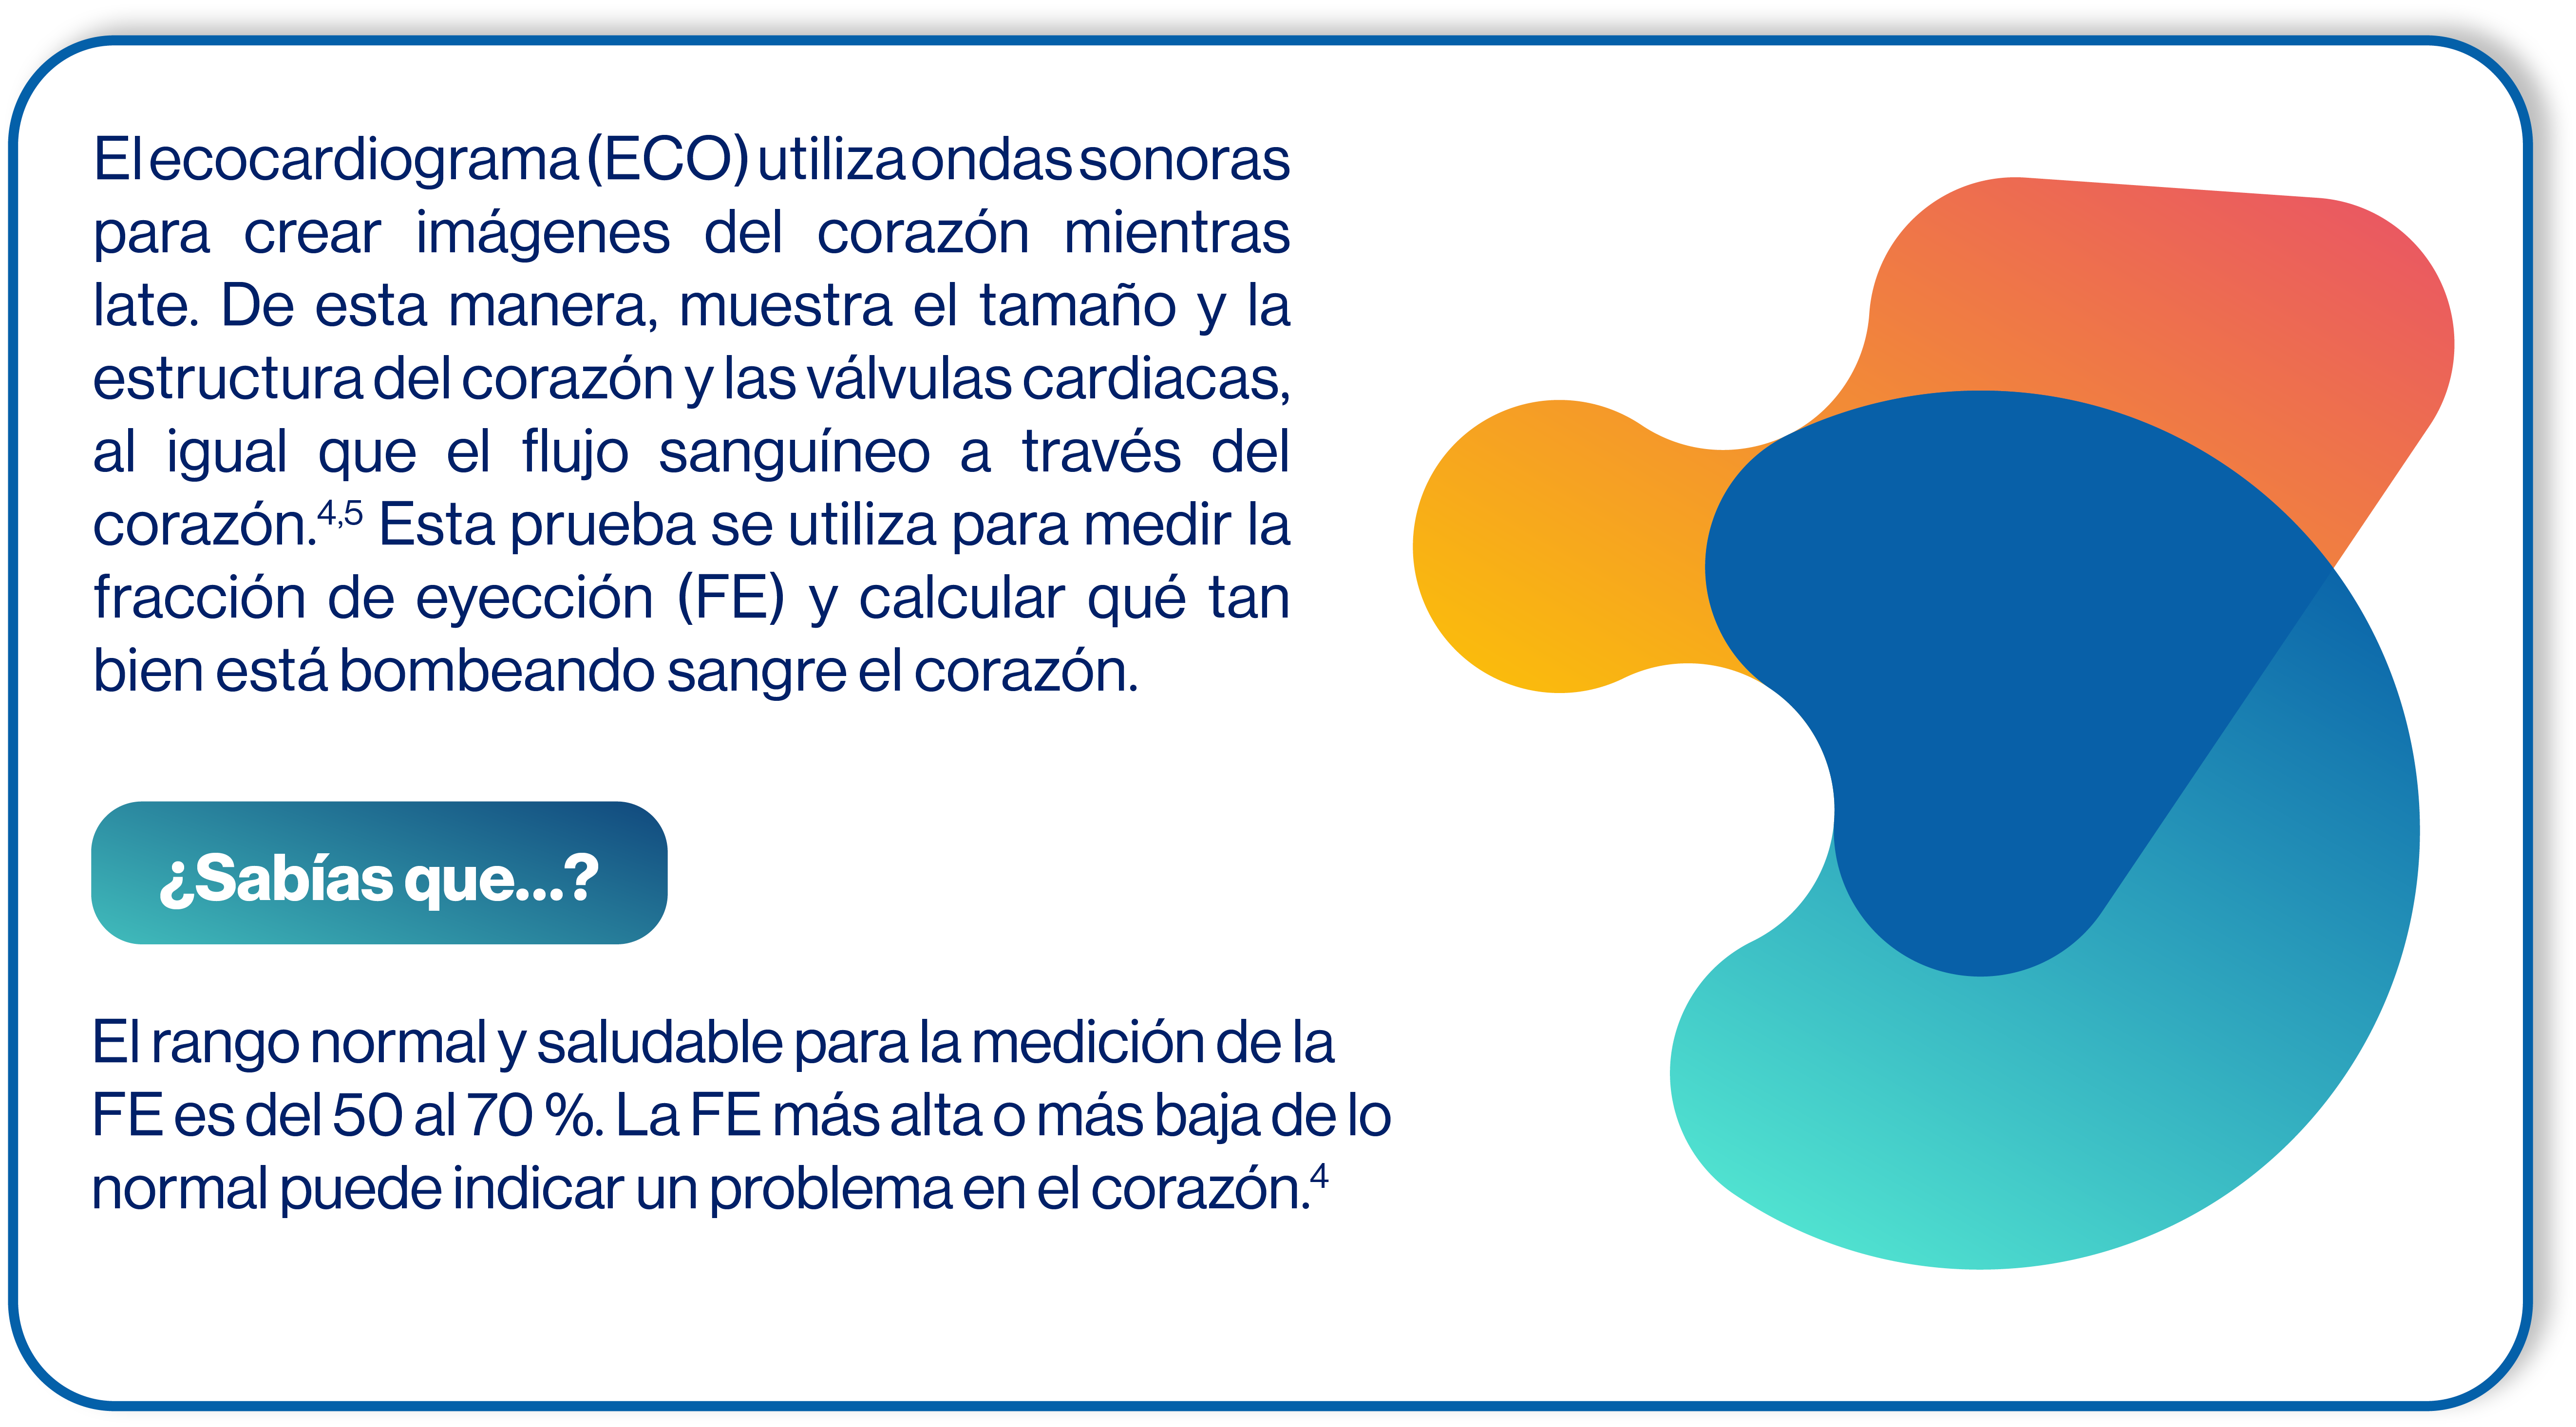 El ecocardiograma (ECO) utiliza ondas sonoras
para crear imágenes del corazón mientras
late. De esta manera, muestra el tamaño y la
estructura del corazón y las válvulas cardiacas,
al igual que el flujo sanguíneo a través del
corazón.4,5 Esta prueba se utiliza para medir la
fracción de eyección (FE) y calcular qué tan
bien está bombeando sangre el corazón.
¿Sabías que...?
El rango normal y saludable para la medición de la
FE es del 50 al 70 %. La FE más alta o más baja de lo
normal puede indicar un problema en el corazón.4